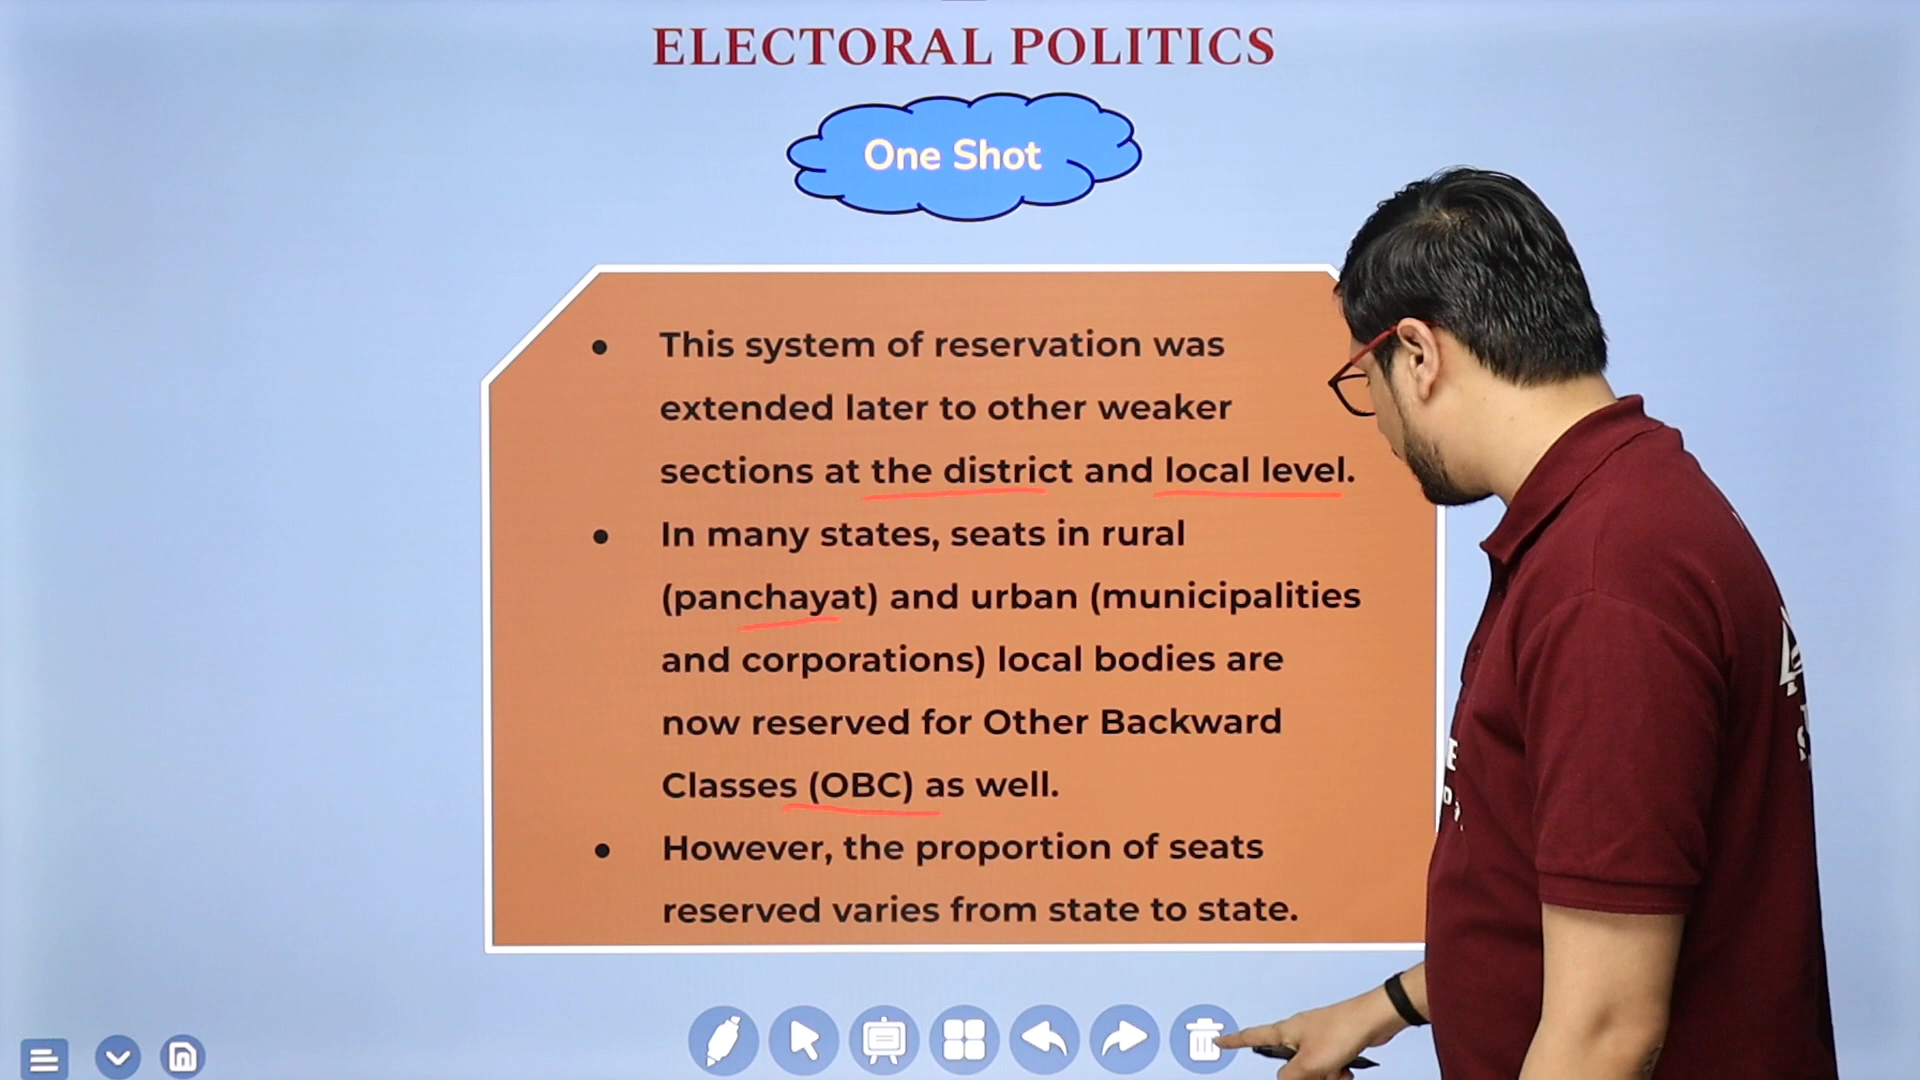 ELECTORAL POLITICS
One Shot
• This system of reservation was
extended later to other weaker
sections at the district and local level.
• In many states, seats in rural
(panchayat) and urban (municipalities
and corporations) local bodies are
now reserved for Other Backward
Classes (OBC) as well.
• However, the proportion of seats
reserved varies from state to state.